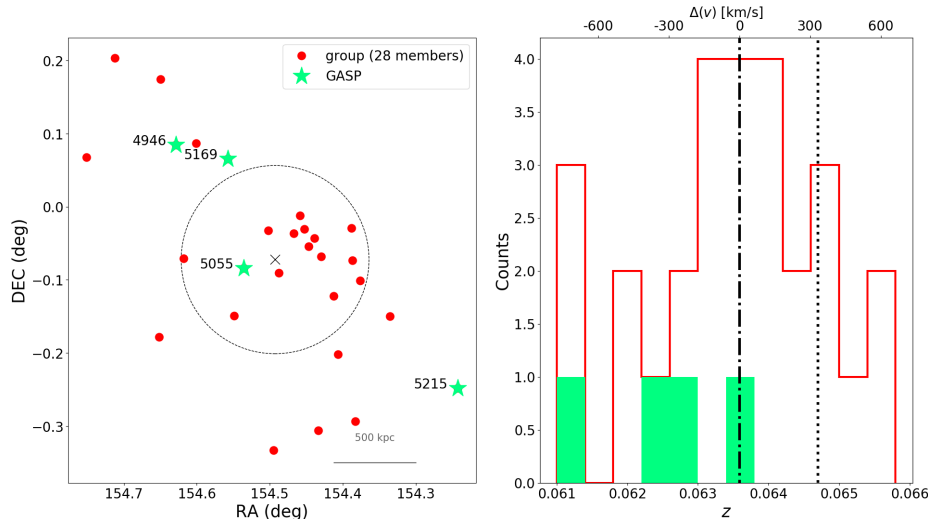 group (28 members)
GASP
4946
5169
5055
5215
500 kpc
0.2
0.1
0.0
−0.1
−0.2
−0.3
DEC (deg)
154.7 154.6 154.5 154.4 154.3
RA (deg)
Δ(v) [km/s]
-600 -300 0 300 600
4.0
3.5
3.0
2.5
2.0
1.5
1.0
0.5
0.0
Counts
0.061 0.062 0.063 0.064 0.065 0.066
z